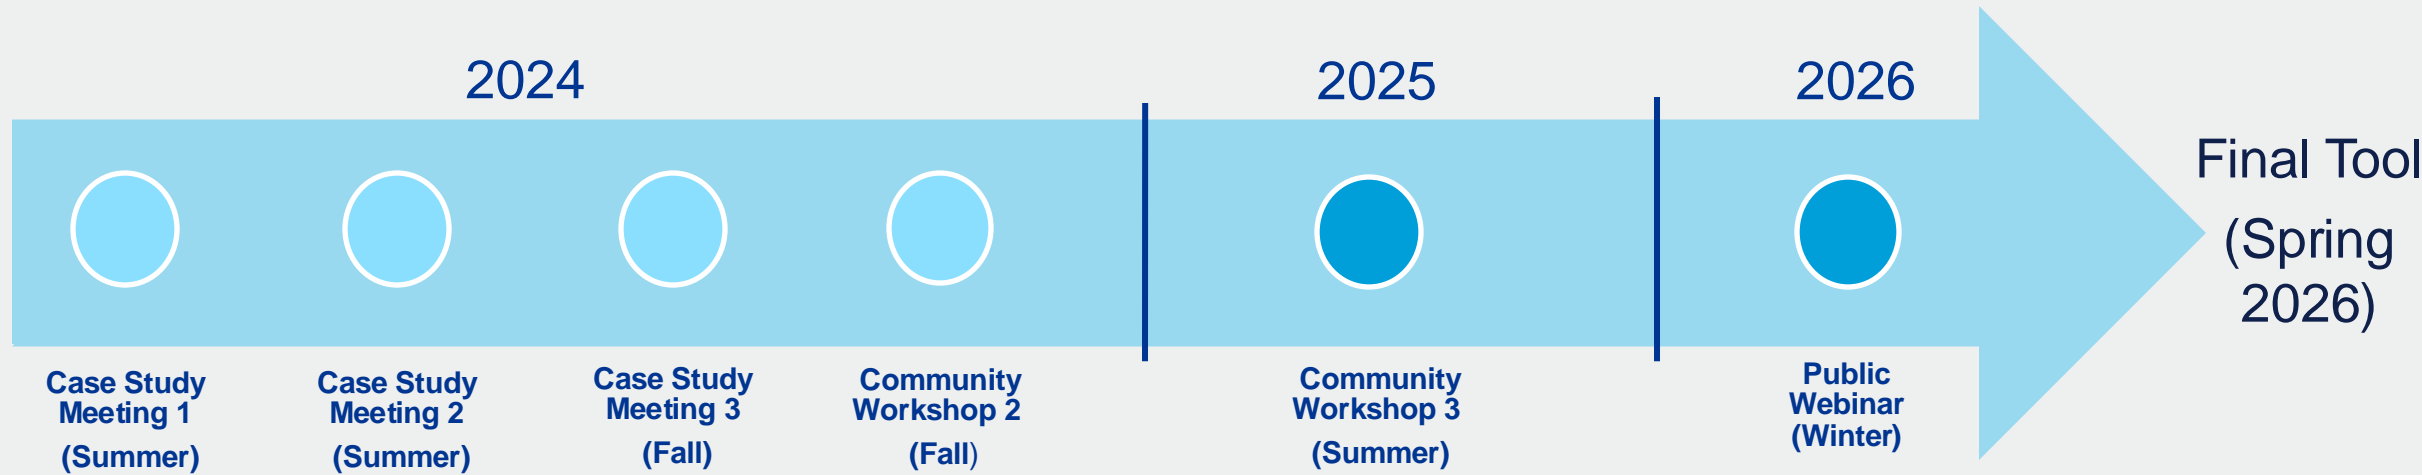 2024
2025
2026
Case Study
Meeting 1
(Summer)
Case Study
Meeting 2
(Summer)
Case Study
Meeting 3
(Fall)
Community
Workshop 2
(Fall)
Community
Workshop 3
(Summer)
Public
Webinar
(Winter)
Final Tool
(Spring
2026)